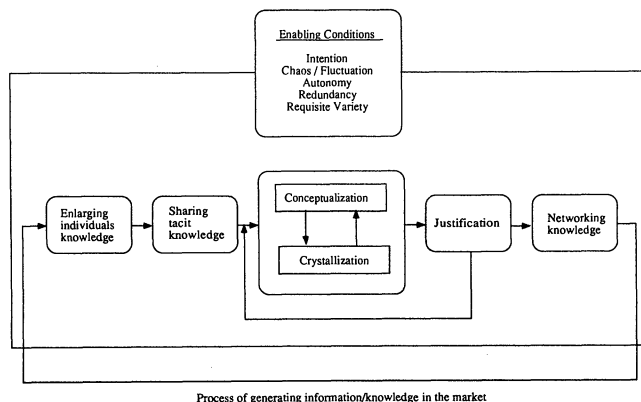 Enabling Conditions
Intention
Chaos / Fluctuation
Autonomy
Redundancy
Requisite Variety
Enlarging
individuals
knowledge
Sharing
tacit
knowledge
Conceptualization
Crystallization
Justification
Networking
knowledge
Process of generating information/knowledge in the market